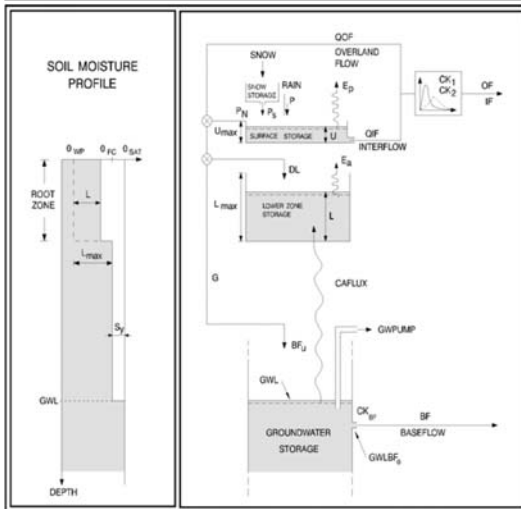 SOIL MOISTURE
PROFILE
θWP θFC θSAT
ROOT
ZONE
L
Lmax
Sy
GWL
DEPTH
QOF
OVERLAND
FLOW
SNOW
SNOW
STORAGE
RAIN
PN
Ps
P
Ep
CK1
CK2
OF
IF
Umax
SURFACE STORAGE
U
QIF
INTERFLOW
DL
Ea
Lmax
LOWER ZONE
STORAGE
L
G
CAFLUX
BFu
GWPUMP
GWL
CKBF
BF
BASEFLOW
GROUNDWATER
STORAGE
GWLBF0